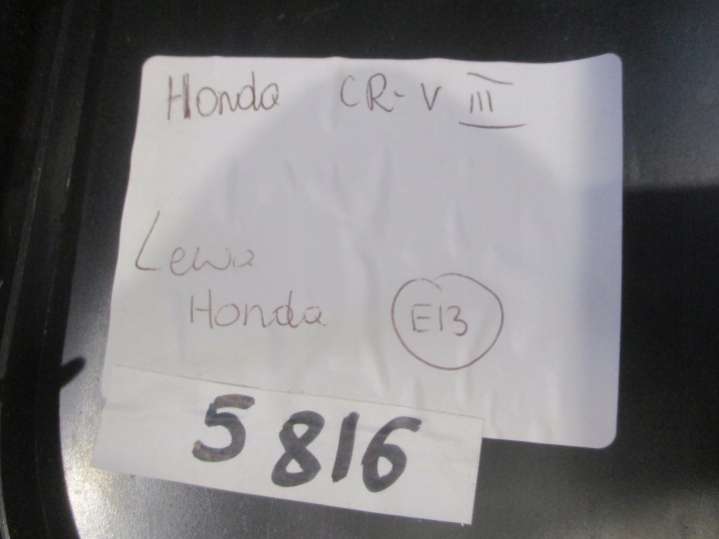 Honda CR-V III
Lewa
Honda E13
5816